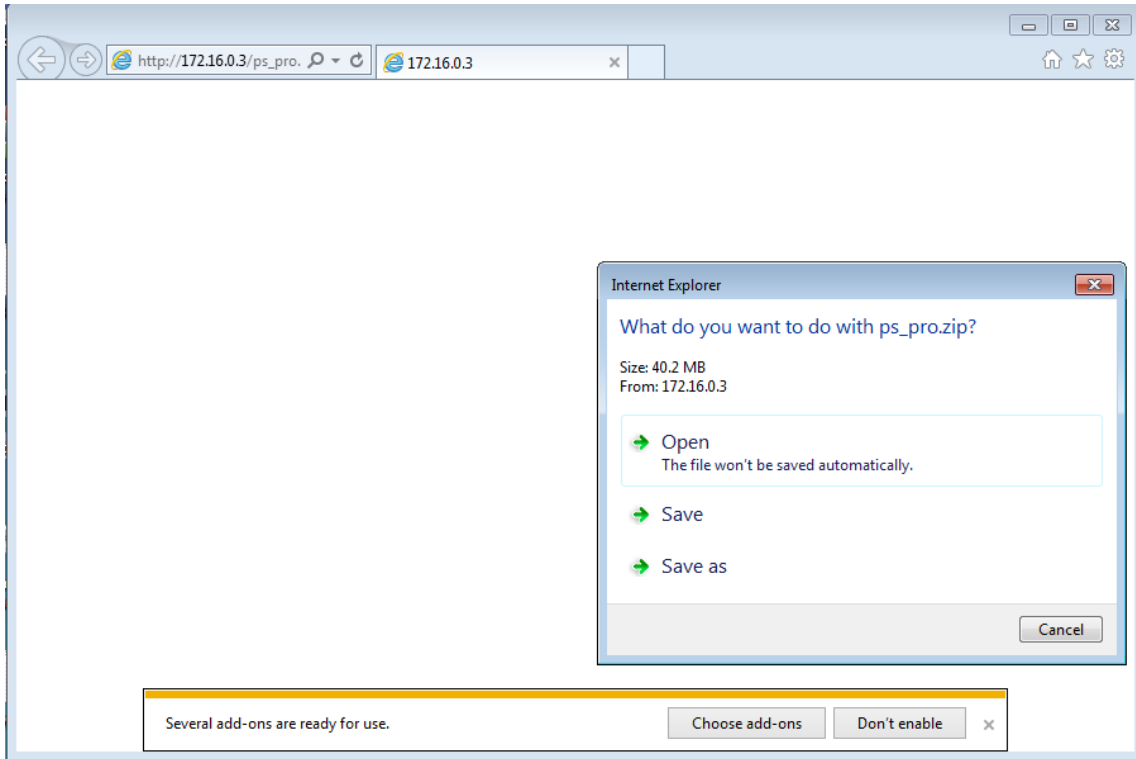 http://172.16.0.3/ps_pro.
172.16.0.3
Internet Explorer
What do you want to do with ps_pro.zip?
Size: 40.2 MB
From: 172.16.0.3
Open
The file won't be saved automatically.
Save
Save as
Cancel
Several add-ons are ready for use.
Choose add-ons
Don't enable